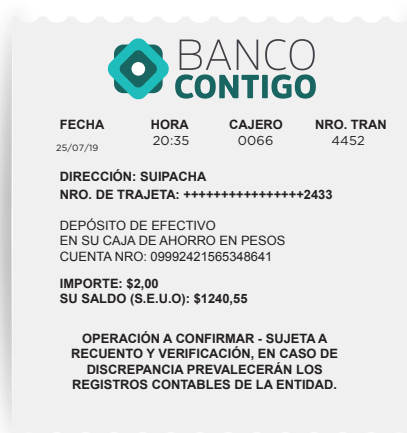 BANCO
CONTIGO
FECHA HORA CAJERO NRO. TRAN
25/07/19 20:35 0066 4452
DIRECCIÓN: SUIPACHA
NRO. DE TRAJETA: ++++++++++++++++2433
DEPÓSITO DE EFECTIVO
EN SU CAJA DE AHORRO EN PESOS
CUENTA NRO: 09992421565348641
IMPORTE: $2,00
SU SALDO (S.E.U.O): $1240,55
OPERACIÓN A CONFIRMAR - SUJETA A
RECUENTO Y VERIFICACIÓN, EN CASO DE
DISCREPANCIA PREVALECERÁN LOS
REGISTROS CONTABLES DE LA ENTIDAD.